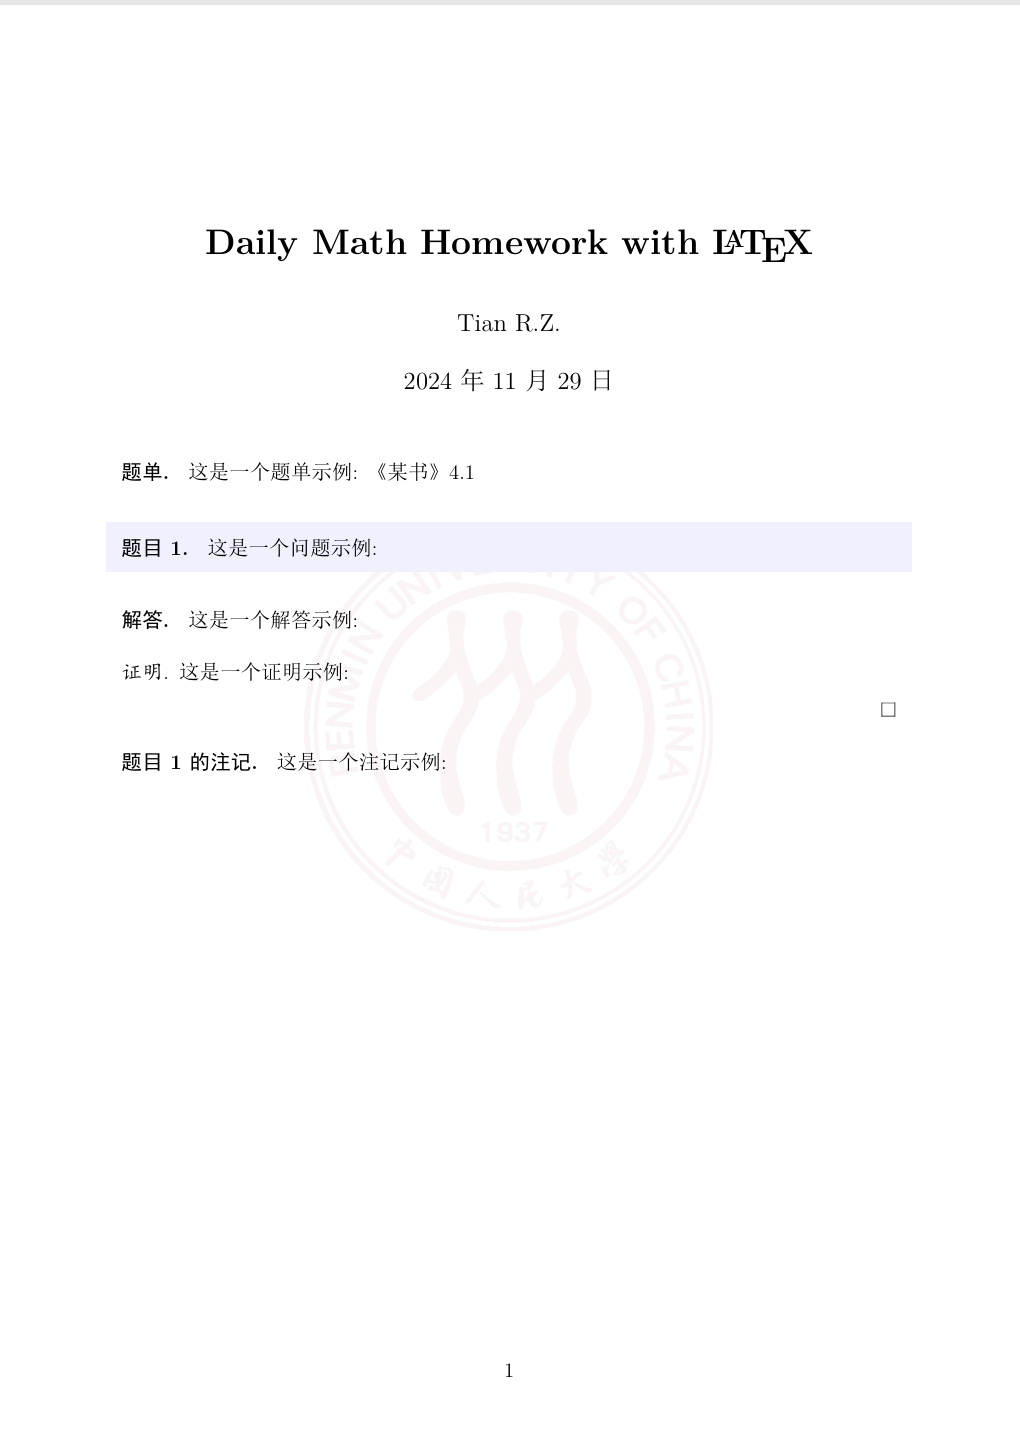 Daily Math Homework with LATEX
Tian R.Z.
2024 年 11 月 29 日
题单. 这是一个题单示例: 《某书》4.1
题目 1. 这是一个问题示例:
解答. 这是一个解答示例:
证明. 这是一个证明示例:
□
题目 1 的注记. 这是一个注记示例:
RENMIN UNIVERSITY OF CHINA
1937
中國人民大學
1